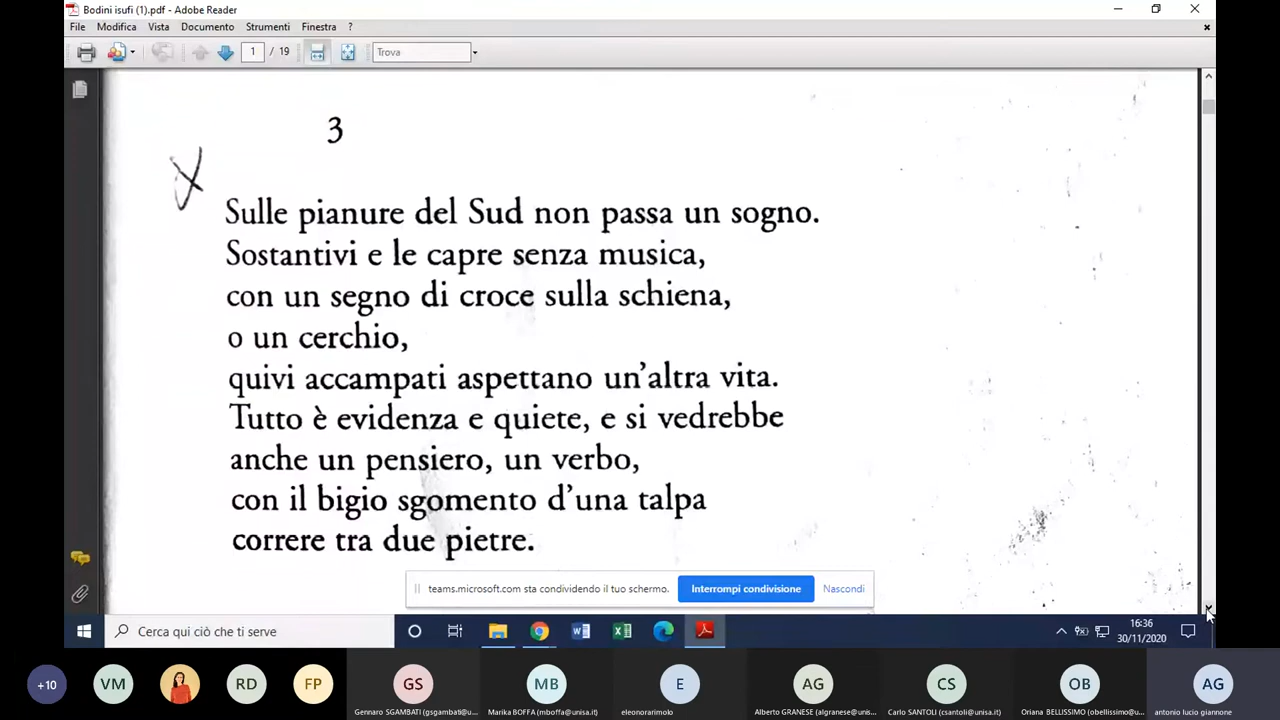 Bodini isufi (1).pdf - Adobe Reader
File Modifica Vista Documento Strumenti Finestra ?
1 / 19 Trova
3
Sulle pianure del Sud non passa un sogno.
Sostantivi e le capre senza musica,
con un segno di croce sulla schiena,
o un cerchio,
quivi accampati aspettano un'altra vita.
Tutto è evidenza e quiete, e si vedrebbe
anche un pensiero, un verbo,
con il bigio sgomento d'una talpa
correre tra due pietre.
teams.microsoft.com sta condividendo il tuo schermo. Interrompi condivisione Nascondi
Cerca qui ciò che ti serve
16:36
30/11/2020
+10 VM RD FP GS MB E AG CS OB AG
Gennaro SGAMBATI (gsgambati@u... Marika BOFFA (mboffa@unisa.it) eleonorarimolo Alberto GRANESE (algranese@unis... Carlo SANTOLI (csantoli@unisa.it) Oriana BELLISSIMO (obellissimo@u... antonio lucio giannone